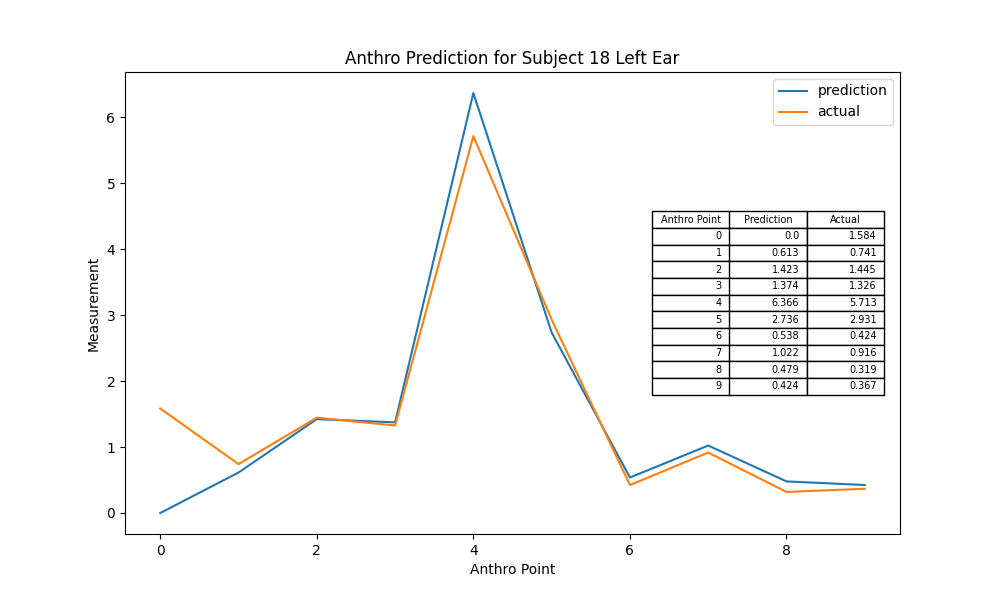 Anthro Prediction for Subject 18 Left Ear
prediction
actual
6
5
4
3
2
1
0
Measurement
Anthro Point Prediction Actual
0 0.0 1.584
1 0.613 0.741
2 1.423 1.445
3 1.374 1.326
4 6.366 5.713
5 2.736 2.931
6 0.538 0.424
7 1.022 0.916
8 0.479 0.319
9 0.424 0.367
0 2 4 6 8
Anthro Point